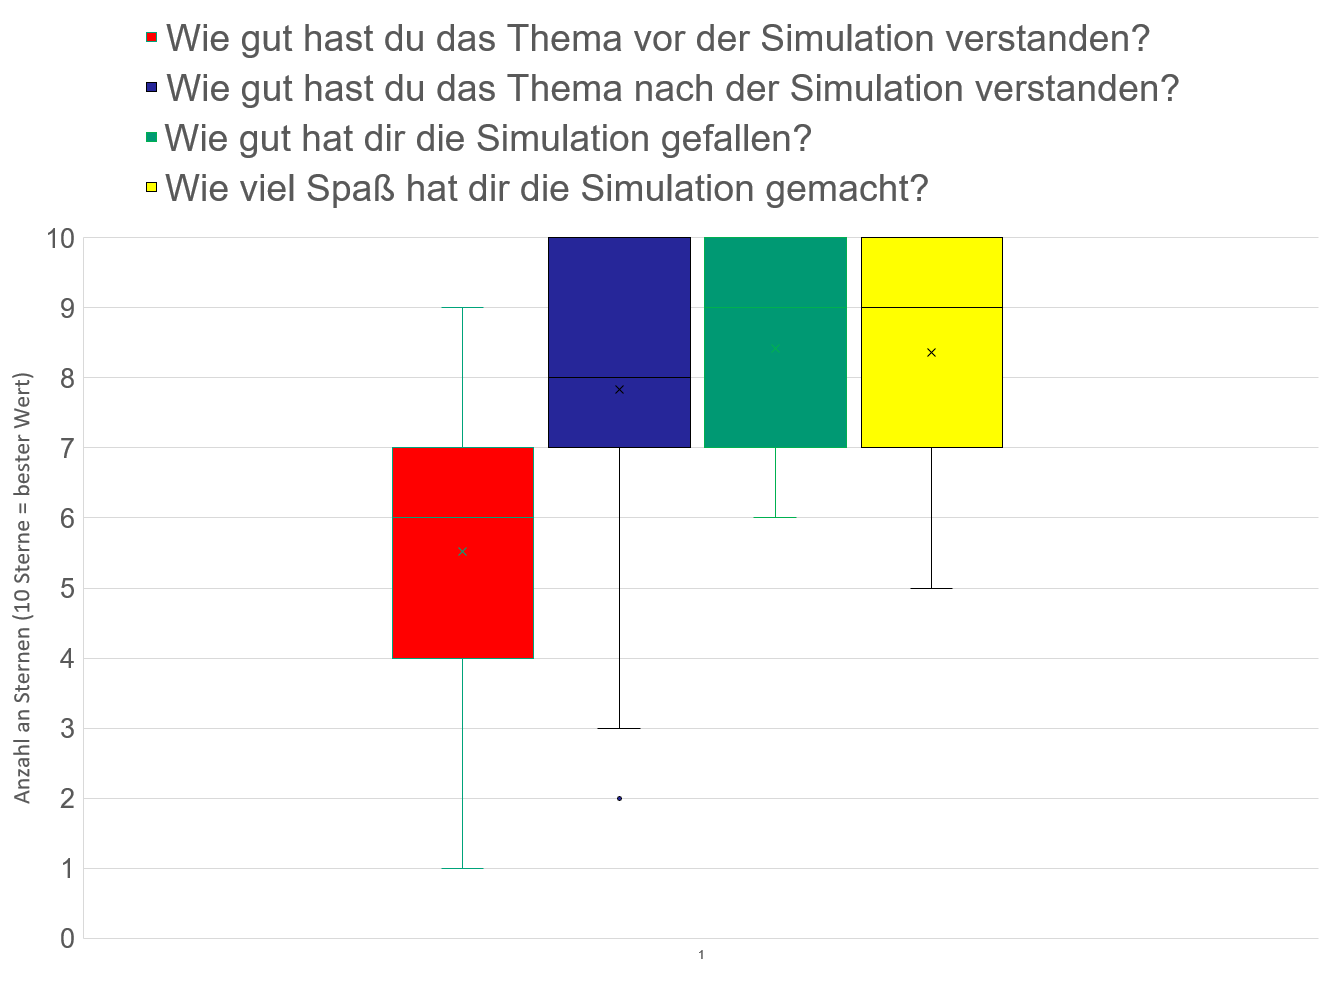 Wie gut hast du das Thema vor der Simulation verstanden?
Wie gut hast du das Thema nach der Simulation verstanden?
Wie gut hat dir die Simulation gefallen?
Wie viel Spaß hat dir die Simulation gemacht?
Anzahl an Sternen (10 Sterne = bester Wert)
10
9
8
7
6
5
4
3
2
1
0
1